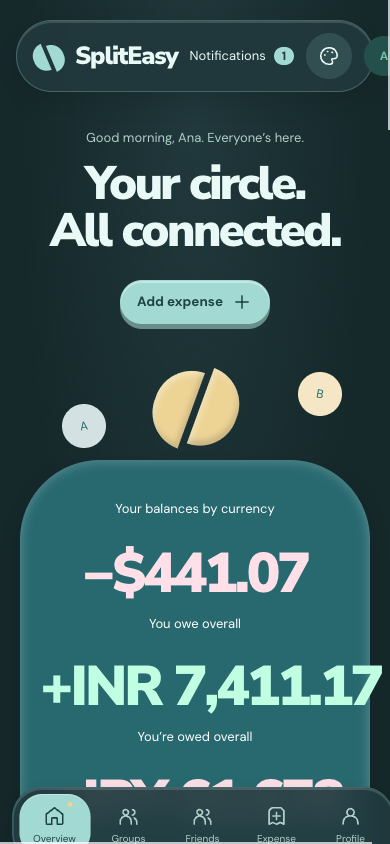 SplitEasy Notifications 1 A
Good morning, Ana. Everyone's here.
Your circle.
All connected.
Add expense
A
B
Your balances by currency
–$441.07
You owe overall
+INR 7,411.17
You're owed overall
Overview Groups Friends Expense Profile